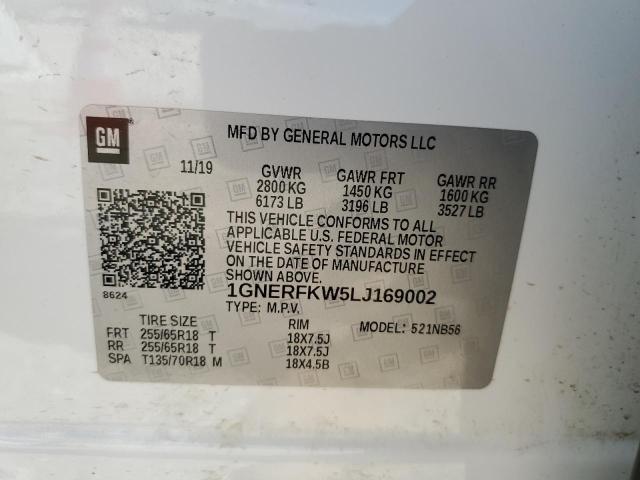 GM ®
MFD BY GENERAL MOTORS LLC
11/19 GVWR GAWR FRT GAWR RR
2800 KG 1450 KG 1600 KG
6173 LB 3196 LB 3527 LB
THIS VEHICLE CONFORMS TO ALL
APPLICABLE U.S. FEDERAL MOTOR
VEHICLE SAFETY STANDARDS IN EFFECT
ON THE DATE OF MANUFACTURE
SHOWN ABOVE.
8624
1GNERFKW5LJ169002
TYPE: M.P.V.
TIRE SIZE RIM MODEL: 521NB56
FRT 255/65R18 T 18X7.5J
RR 255/65R18 T 18X7.5J
SPA T135/70R18 M 18X4.5B